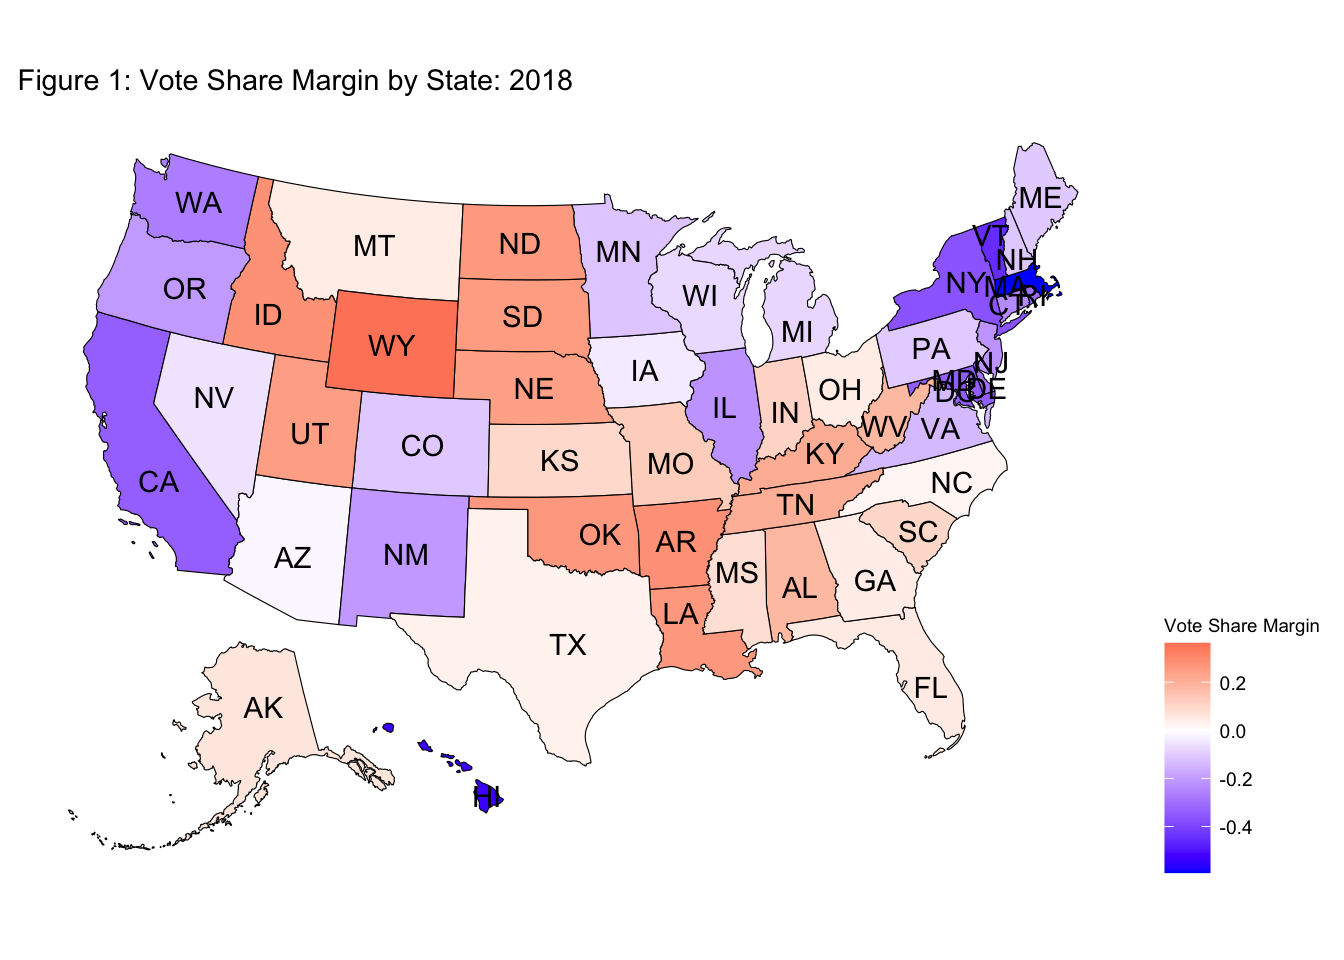 Figure 1: Vote Share Margin by State: 2018
WA
ME
VT
MT
ND
MN
NH
OR
ID
SD
WI
NY
MA
CT
RI
WY
MI
PA
NV
NE
IA
OH
NJ
MD
DE
DC
UT
CO
IL
IN
WV
VA
CA
KS
MO
KY
NC
TN
AZ
NM
OK
AR
SC
MS
AL
GA
LA
TX
FL
AK
HI
Vote Share Margin
0.2
0.0
-0.2
-0.4